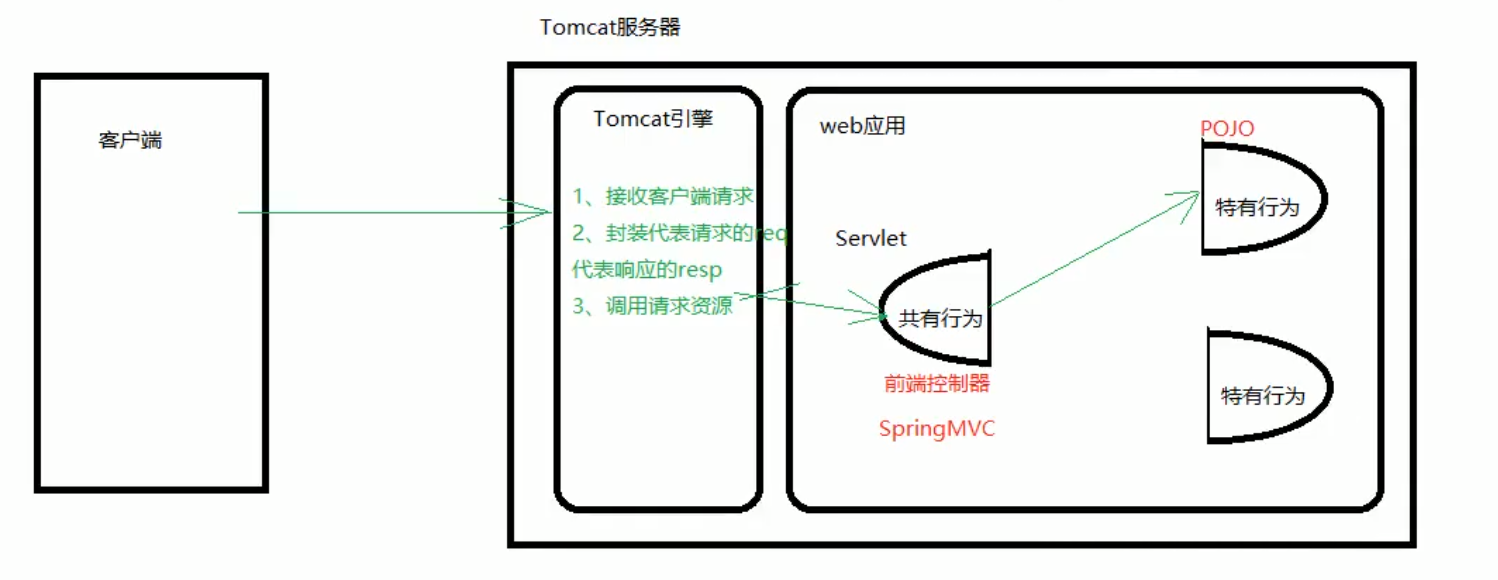 Tomcat服务器
客户端
Tomcat引擎
1、接收客户端请求
2、封装代表请求的req
代表响应的resp
3、调用请求资源
web应用
Servlet
共有行为
前端控制器
SpringMVC
POJO
特有行为
特有行为